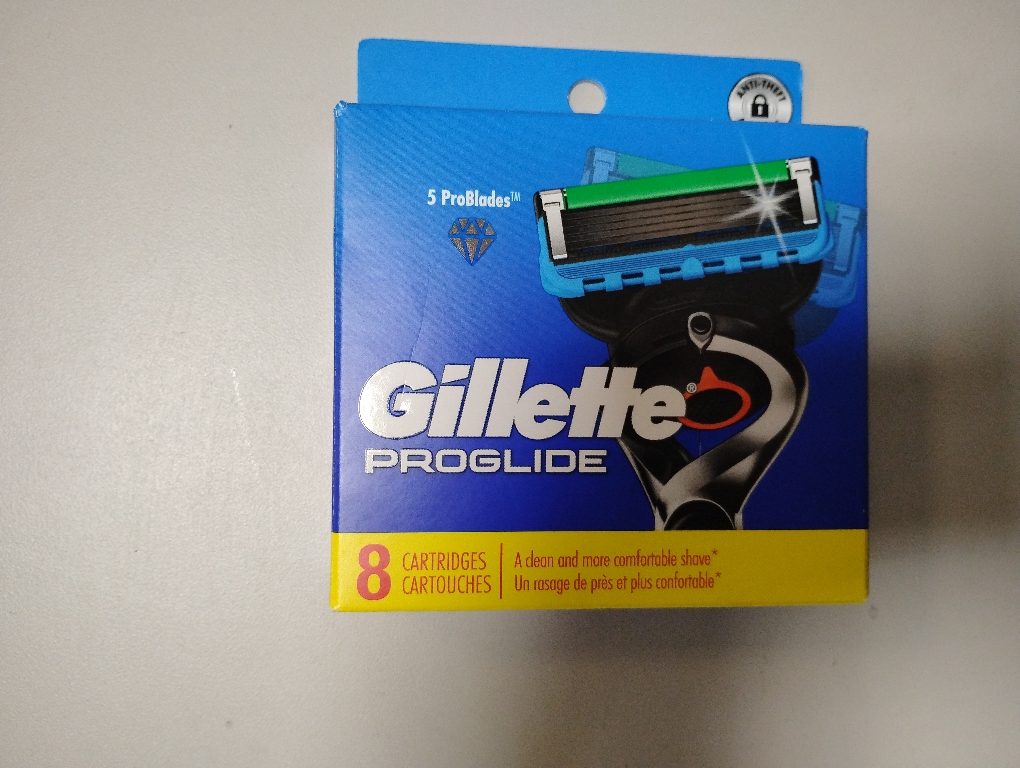 ANTI-THEFT
5 ProBlades™
Gillette®
PROGLIDE
8 CARTRIDGES
CARTOUCHES
A clean and more comfortable shave*
Un rasage de près et plus confortable*